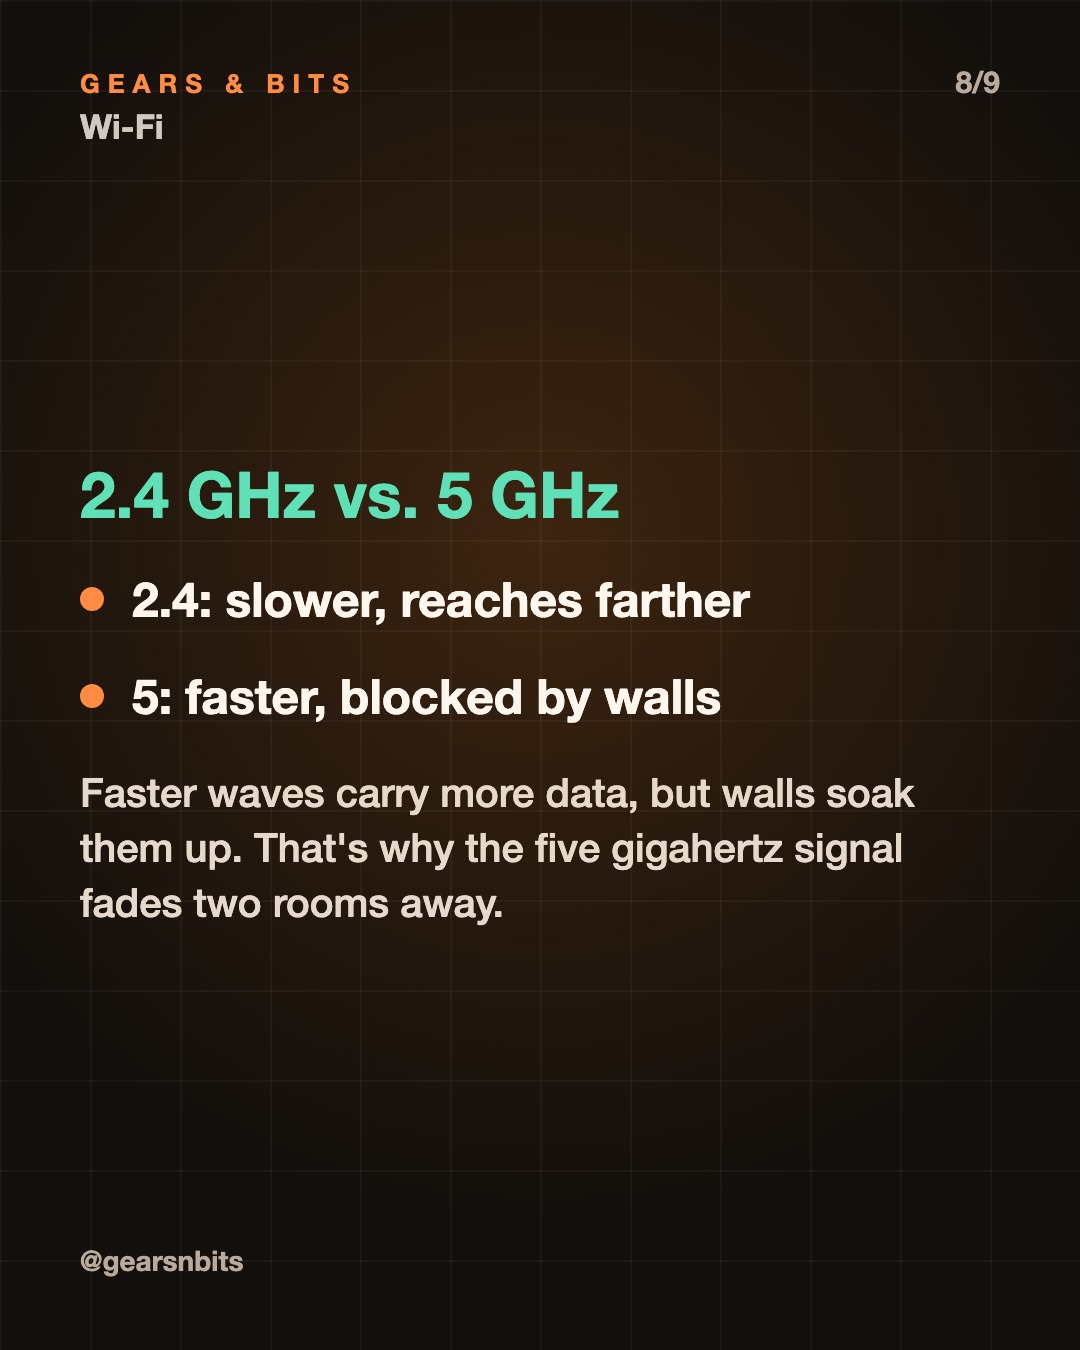 GEARS & BITS
8/9
Wi-Fi
2.4 GHz vs. 5 GHz
2.4: slower, reaches farther
5: faster, blocked by walls
Faster waves carry more data, but walls soak
them up. That's why the five gigahertz signal
fades two rooms away.
@gearsnbits